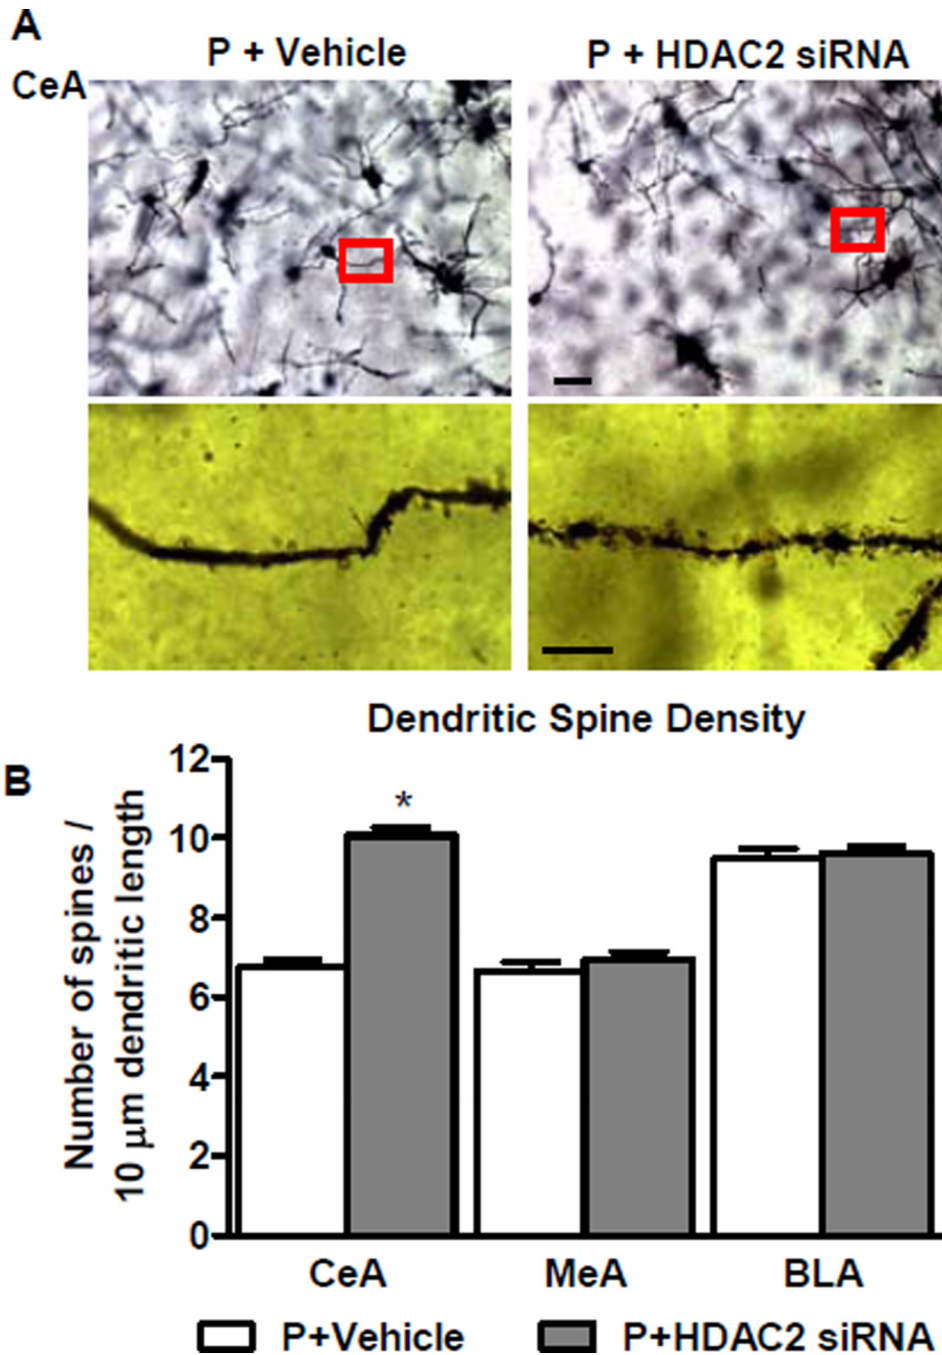 A
P + Vehicle
P + HDAC2 siRNA
CeA
Dendritic Spine Density
B
Number of spines /
10 μm dendritic length
12
10
8
6
4
2
0
*
CeA
MeA
BLA
P+Vehicle
P+HDAC2 siRNA